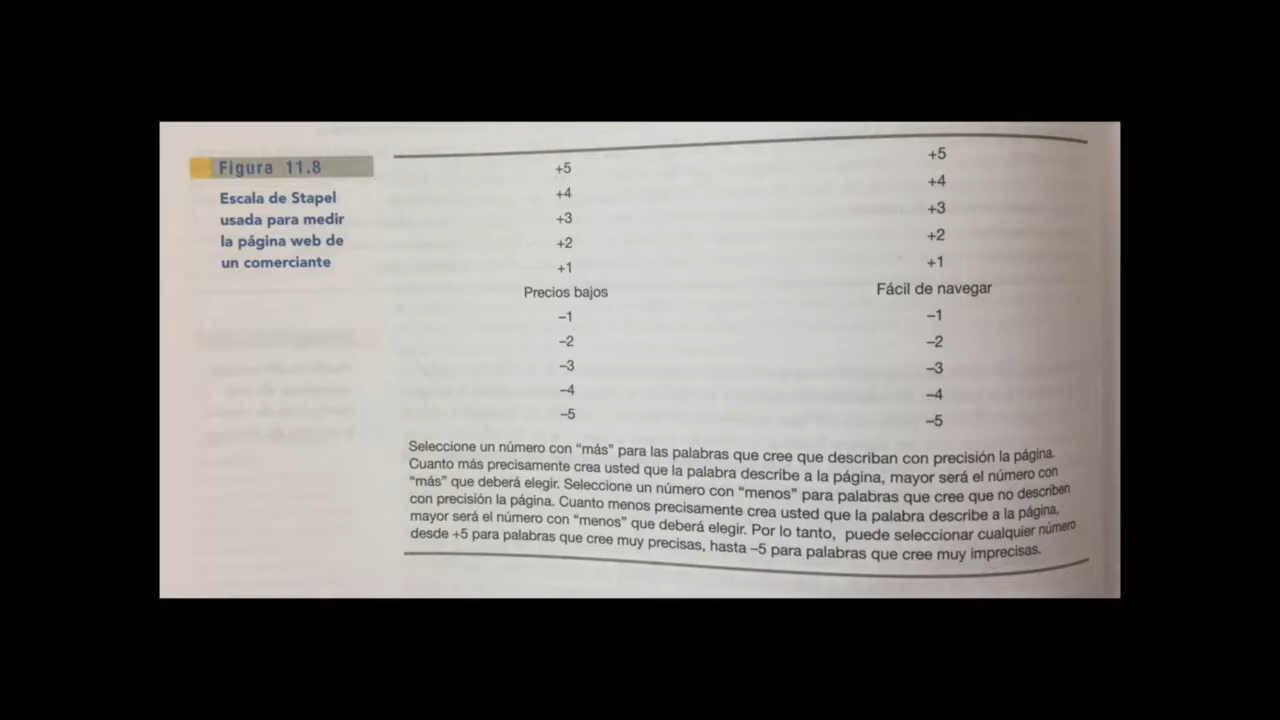 Figura 11.8
Escala de Stapel
usada para medir
la página web de
un comerciante
+5
+4
+3
+2
+1
Precios bajos
–1
–2
–3
–4
–5
+5
+4
+3
+2
+1
Fácil de navegar
–1
–2
–3
–4
–5
Seleccione un número con “más” para las palabras que cree que describan con precisión la página.
Cuanto más precisamente crea usted que la palabra describe a la página, mayor será el número con
“más” que deberá elegir. Seleccione un número con “menos” para palabras que cree que no describen
con precisión la página. Cuanto menos precisamente crea usted que la palabra describe a la página,
mayor será el número con “menos” que deberá elegir. Por lo tanto, puede seleccionar cualquier número
desde +5 para palabras que cree muy precisas, hasta –5 para palabras que cree muy imprecisas.